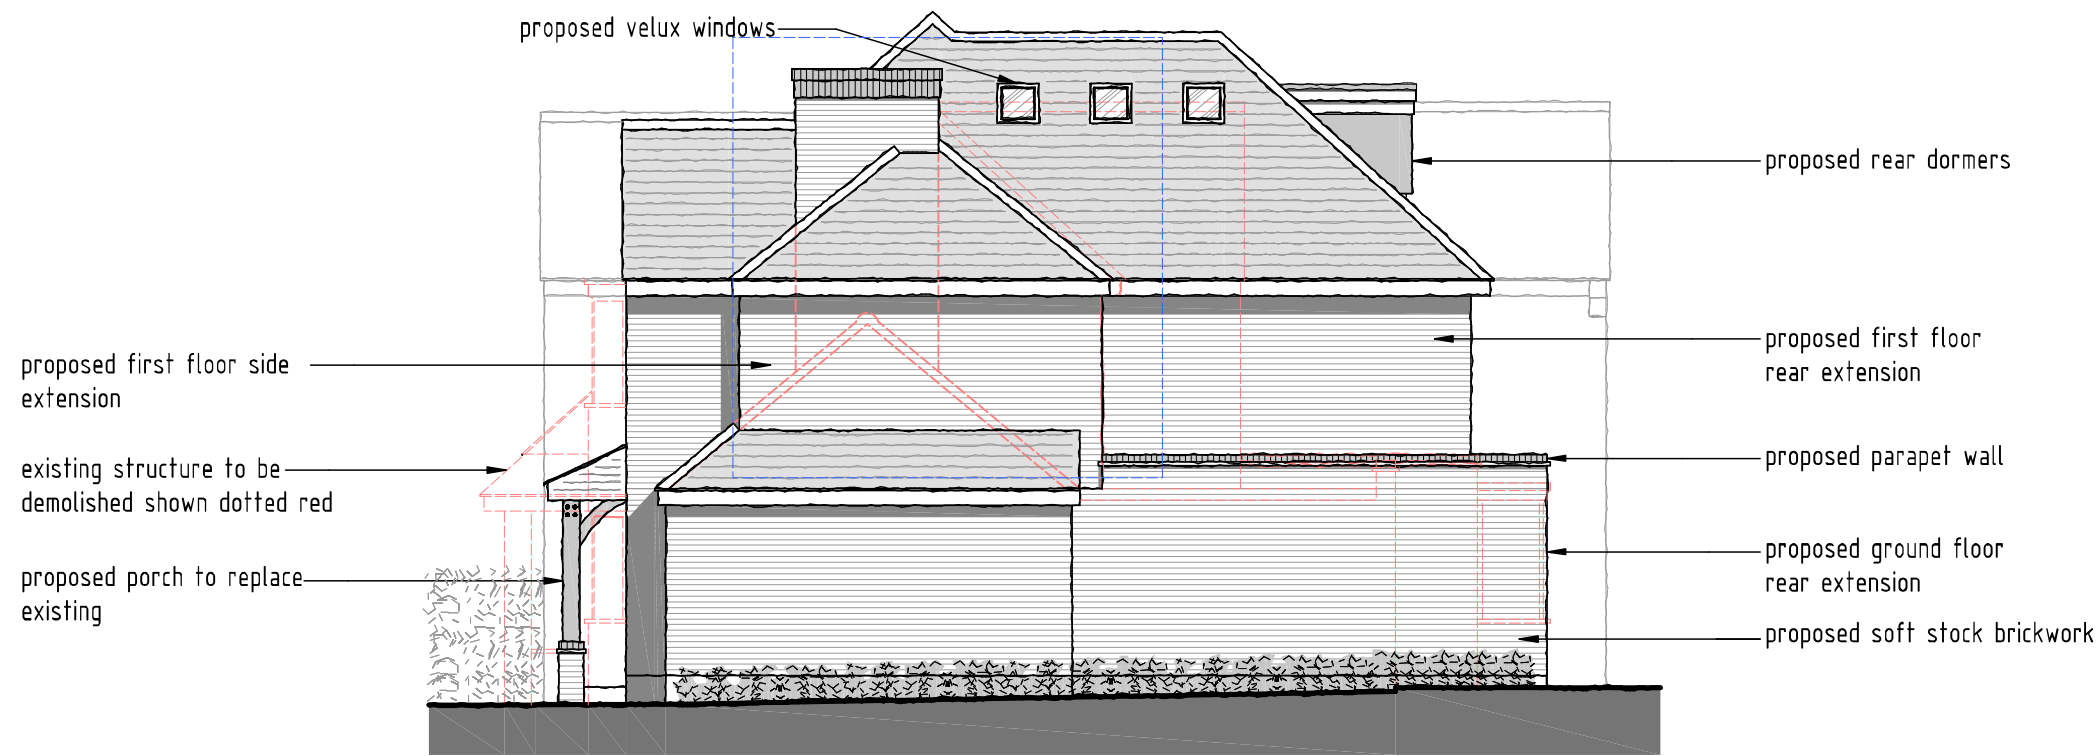 proposed velux windows
proposed rear dormers
proposed first floor side
extension
proposed first floor
rear extension
existing structure to be
demolished shown dotted red
proposed parapet wall
proposed porch to replace
existing
proposed ground floor
rear extension
proposed soft stock brickwork